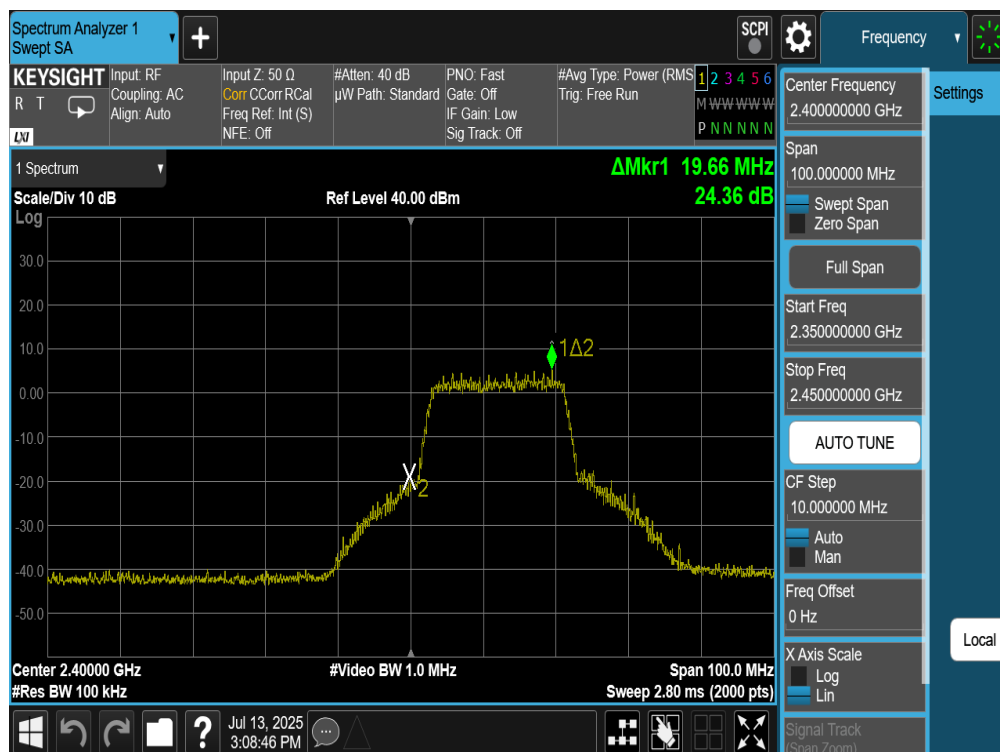 Spectrum Analyzer 1
Swept SA
+
SCPI
Frequency
KEYSIGHT
R T
LXI
Input: RF
Coupling: AC
Align: Auto
Input Z: 50 Ω
Corr CCorr RCal
Freq Ref: Int (S)
NFE: Off
#Atten: 40 dB
µW Path: Standard
PNO: Fast
Gate: Off
IF Gain: Low
Sig Track: Off
#Avg Type: Power (RMS
Trig: Free Run
1 2 3 4 5 6
M W W W W W
P N N N N N
1 Spectrum
Scale/Div 10 dB
Log
Ref Level 40.00 dBm
ΔMkr1 19.66 MHz
24.36 dB
30.0
20.0
10.0
0.00
-10.0
-20.0
-30.0
-40.0
-50.0
1Δ2
2
Center 2.40000 GHz
#Res BW 100 kHz
#Video BW 1.0 MHz
Span 100.0 MHz
Sweep 2.80 ms (2000 pts)
Center Frequency
2.400000000 GHz
Span
100.000000 MHz
Swept Span
Zero Span
Full Span
Start Freq
2.350000000 GHz
Stop Freq
2.450000000 GHz
AUTO TUNE
CF Step
10.000000 MHz
Auto
Man
Freq Offset
0 Hz
X Axis Scale
Log
Lin
Signal Track
(Span Zoom)
Settings
Local
?
Jul 13, 2025
3:08:46 PM